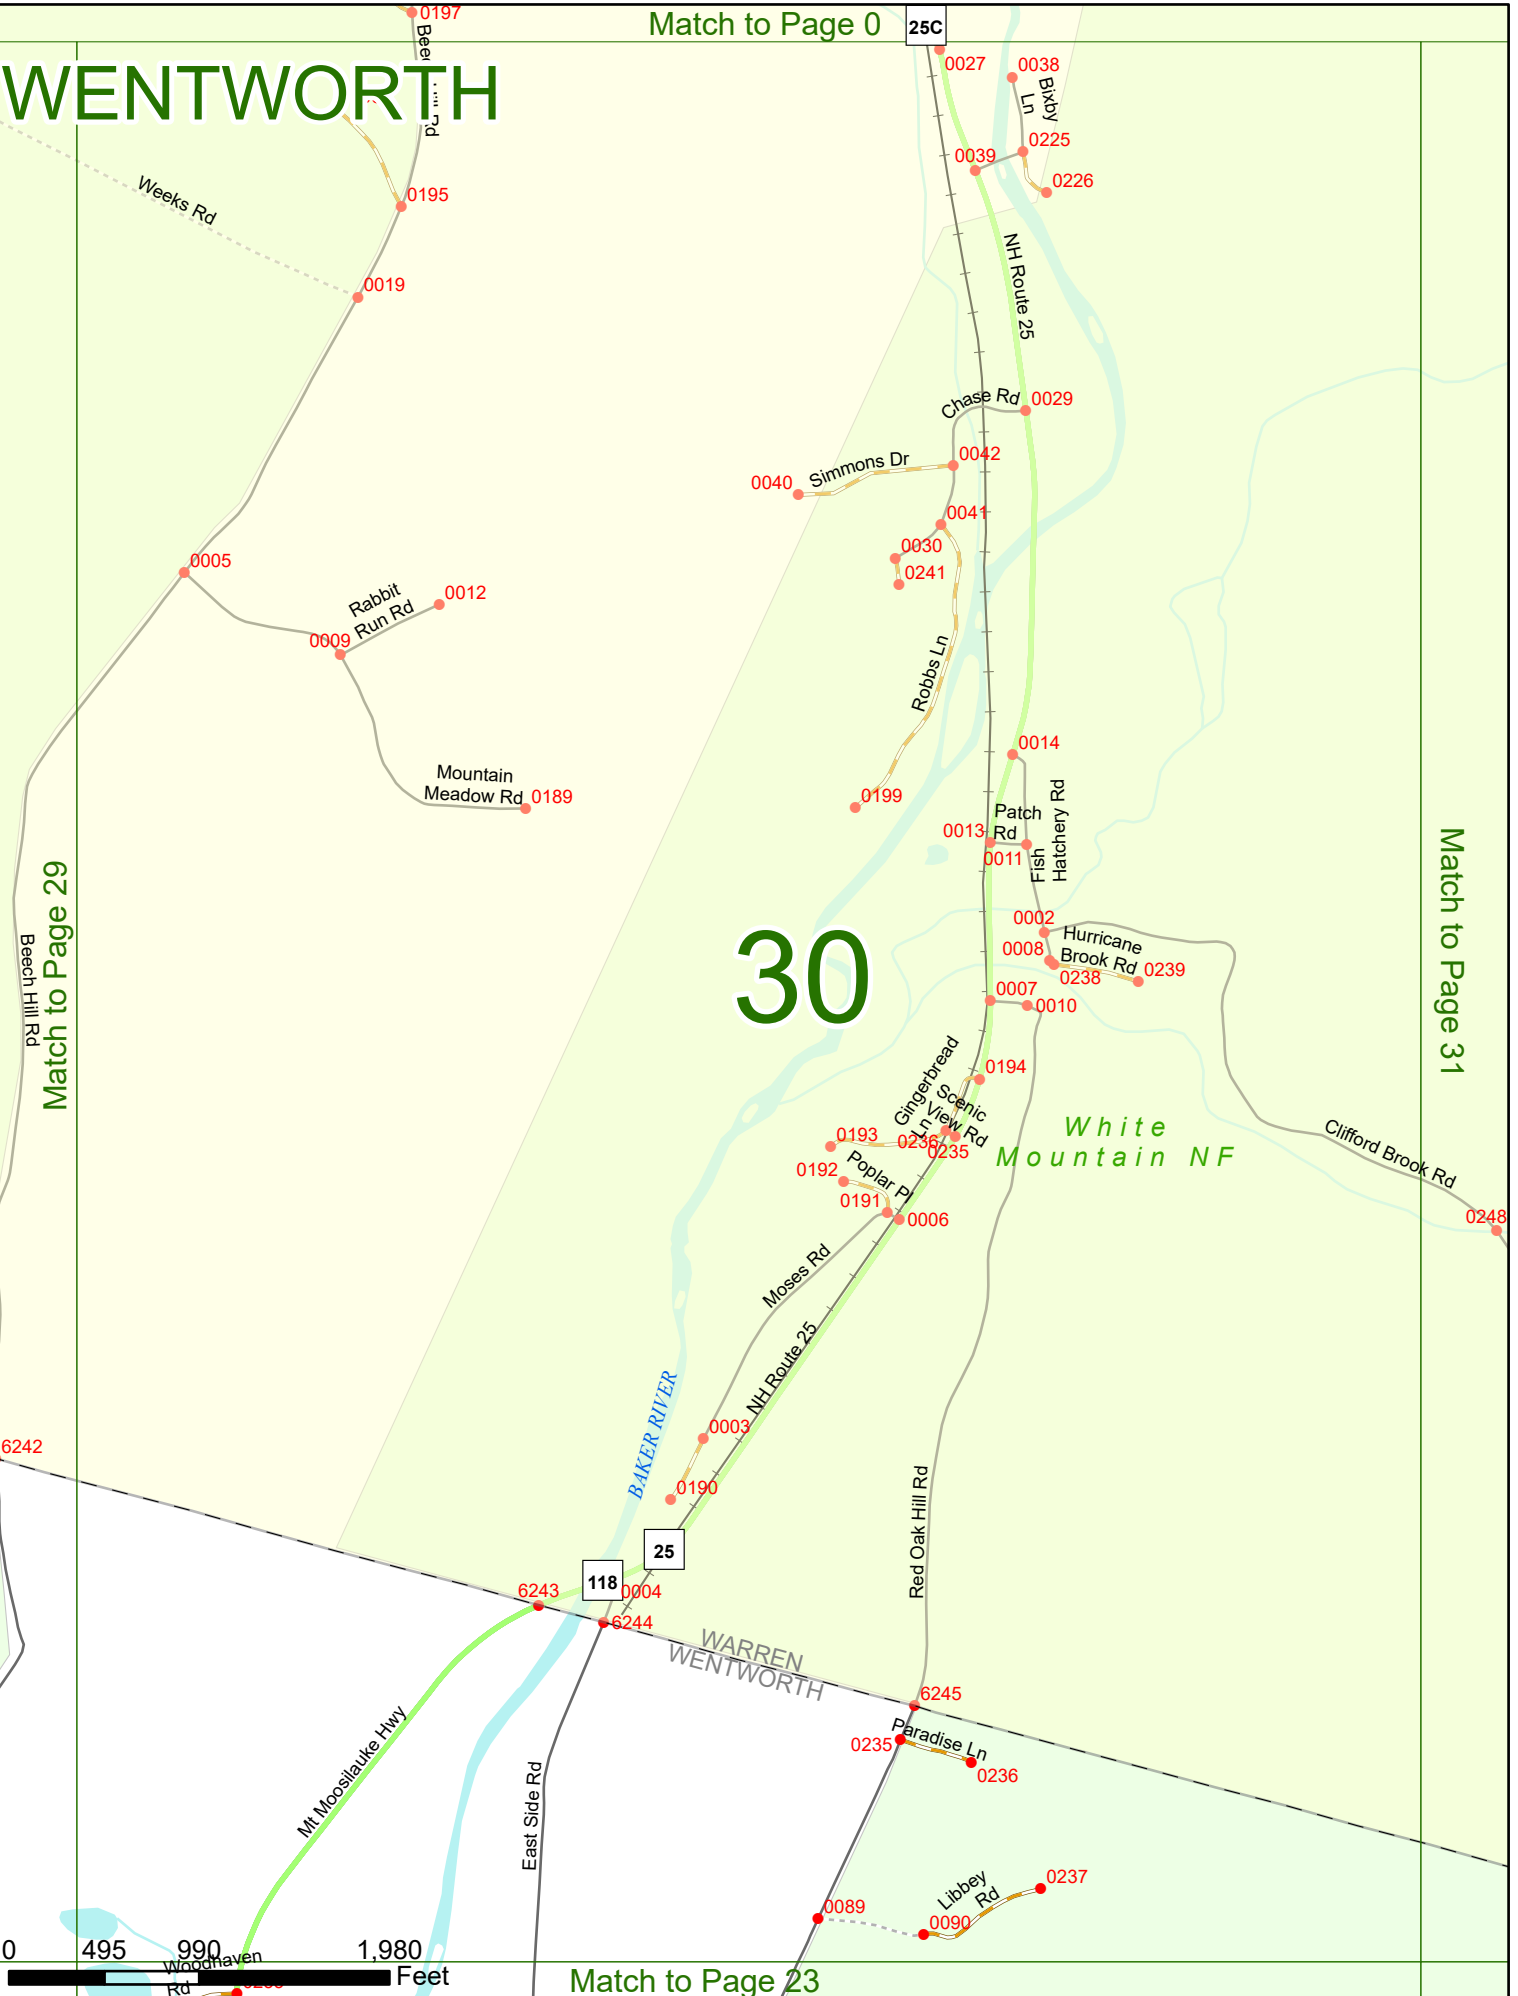 0197
Match to Page 0
25C
WENTWORTH
0027
0038
Bixby
Ln
0225
0039
0226
Weeks Rd
0195
0019
NH Route 25
0029
Chase Rd
0042
Simmons Dr
0040
0041
0030
0241
0005
0012
Rabbit
Run Rd
0009
Robbs Ln
0014
Mountain
Meadow Rd
0189
0199
Patch
Rd
0013
0011
Fish
Hatchery Rd
Match to Page 29
Match to Page 31
Beech Hill Rd
30
0002
Hurricane
Brook Rd
0008
0238
0239
0007
0010
0194
Gingerbread
Ln
Scenic
View Rd
0193
0236
0235
White
Mountain NF
0192
Poplar Pl
0191
0006
Clifford Brook Rd
0248
Moses Rd
NH Route 25
BAKER RIVER
0003
0190
6242
Red Oak Hill Rd
25
118
6243
0004
6244
WARREN
WENTWORTH
6245
0235
Paradise Ln
0236
Mt Moosilauke Hwy
East Side Rd
0237
Libbey
Rd
0089
0090
0 495 990 1,980
Feet
Woodhaven
Rd
Match to Page 23